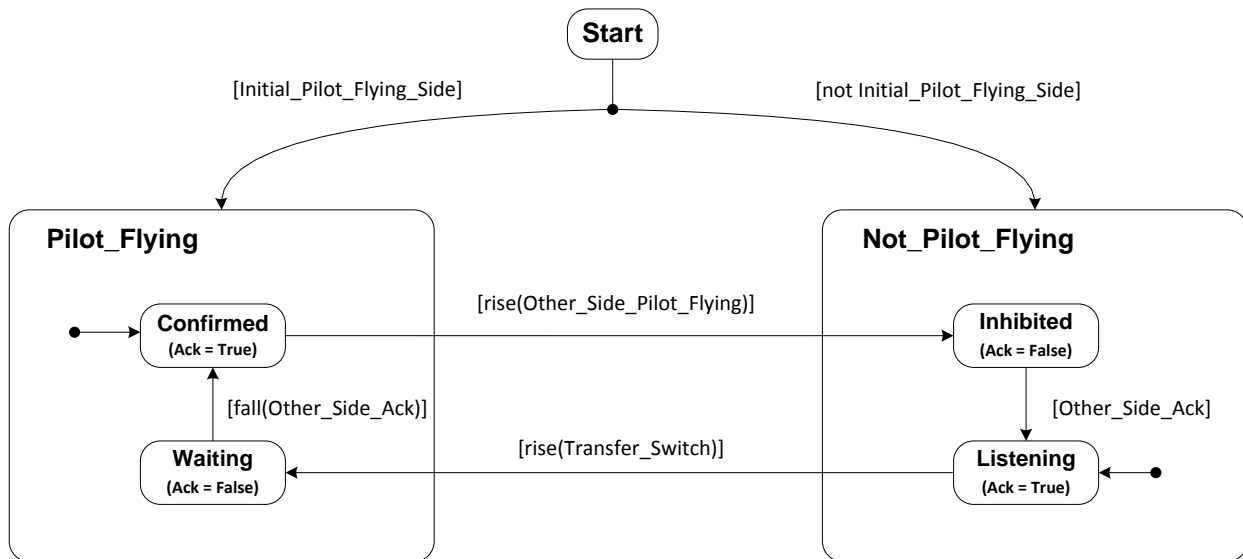 Start
[Initial_Pilot_Flying_Side]
[not Initial_Pilot_Flying_Side]
Pilot_Flying
Not_Pilot_Flying
[rise(Other_Side_Pilot_Flying)]
Confirmed
(Ack = True)
Inhibited
(Ack = False)
[fall(Other_Side_Ack)]
[Other_Side_Ack]
[rise(Transfer_Switch)]
Waiting
(Ack = False)
Listening
(Ack = True)